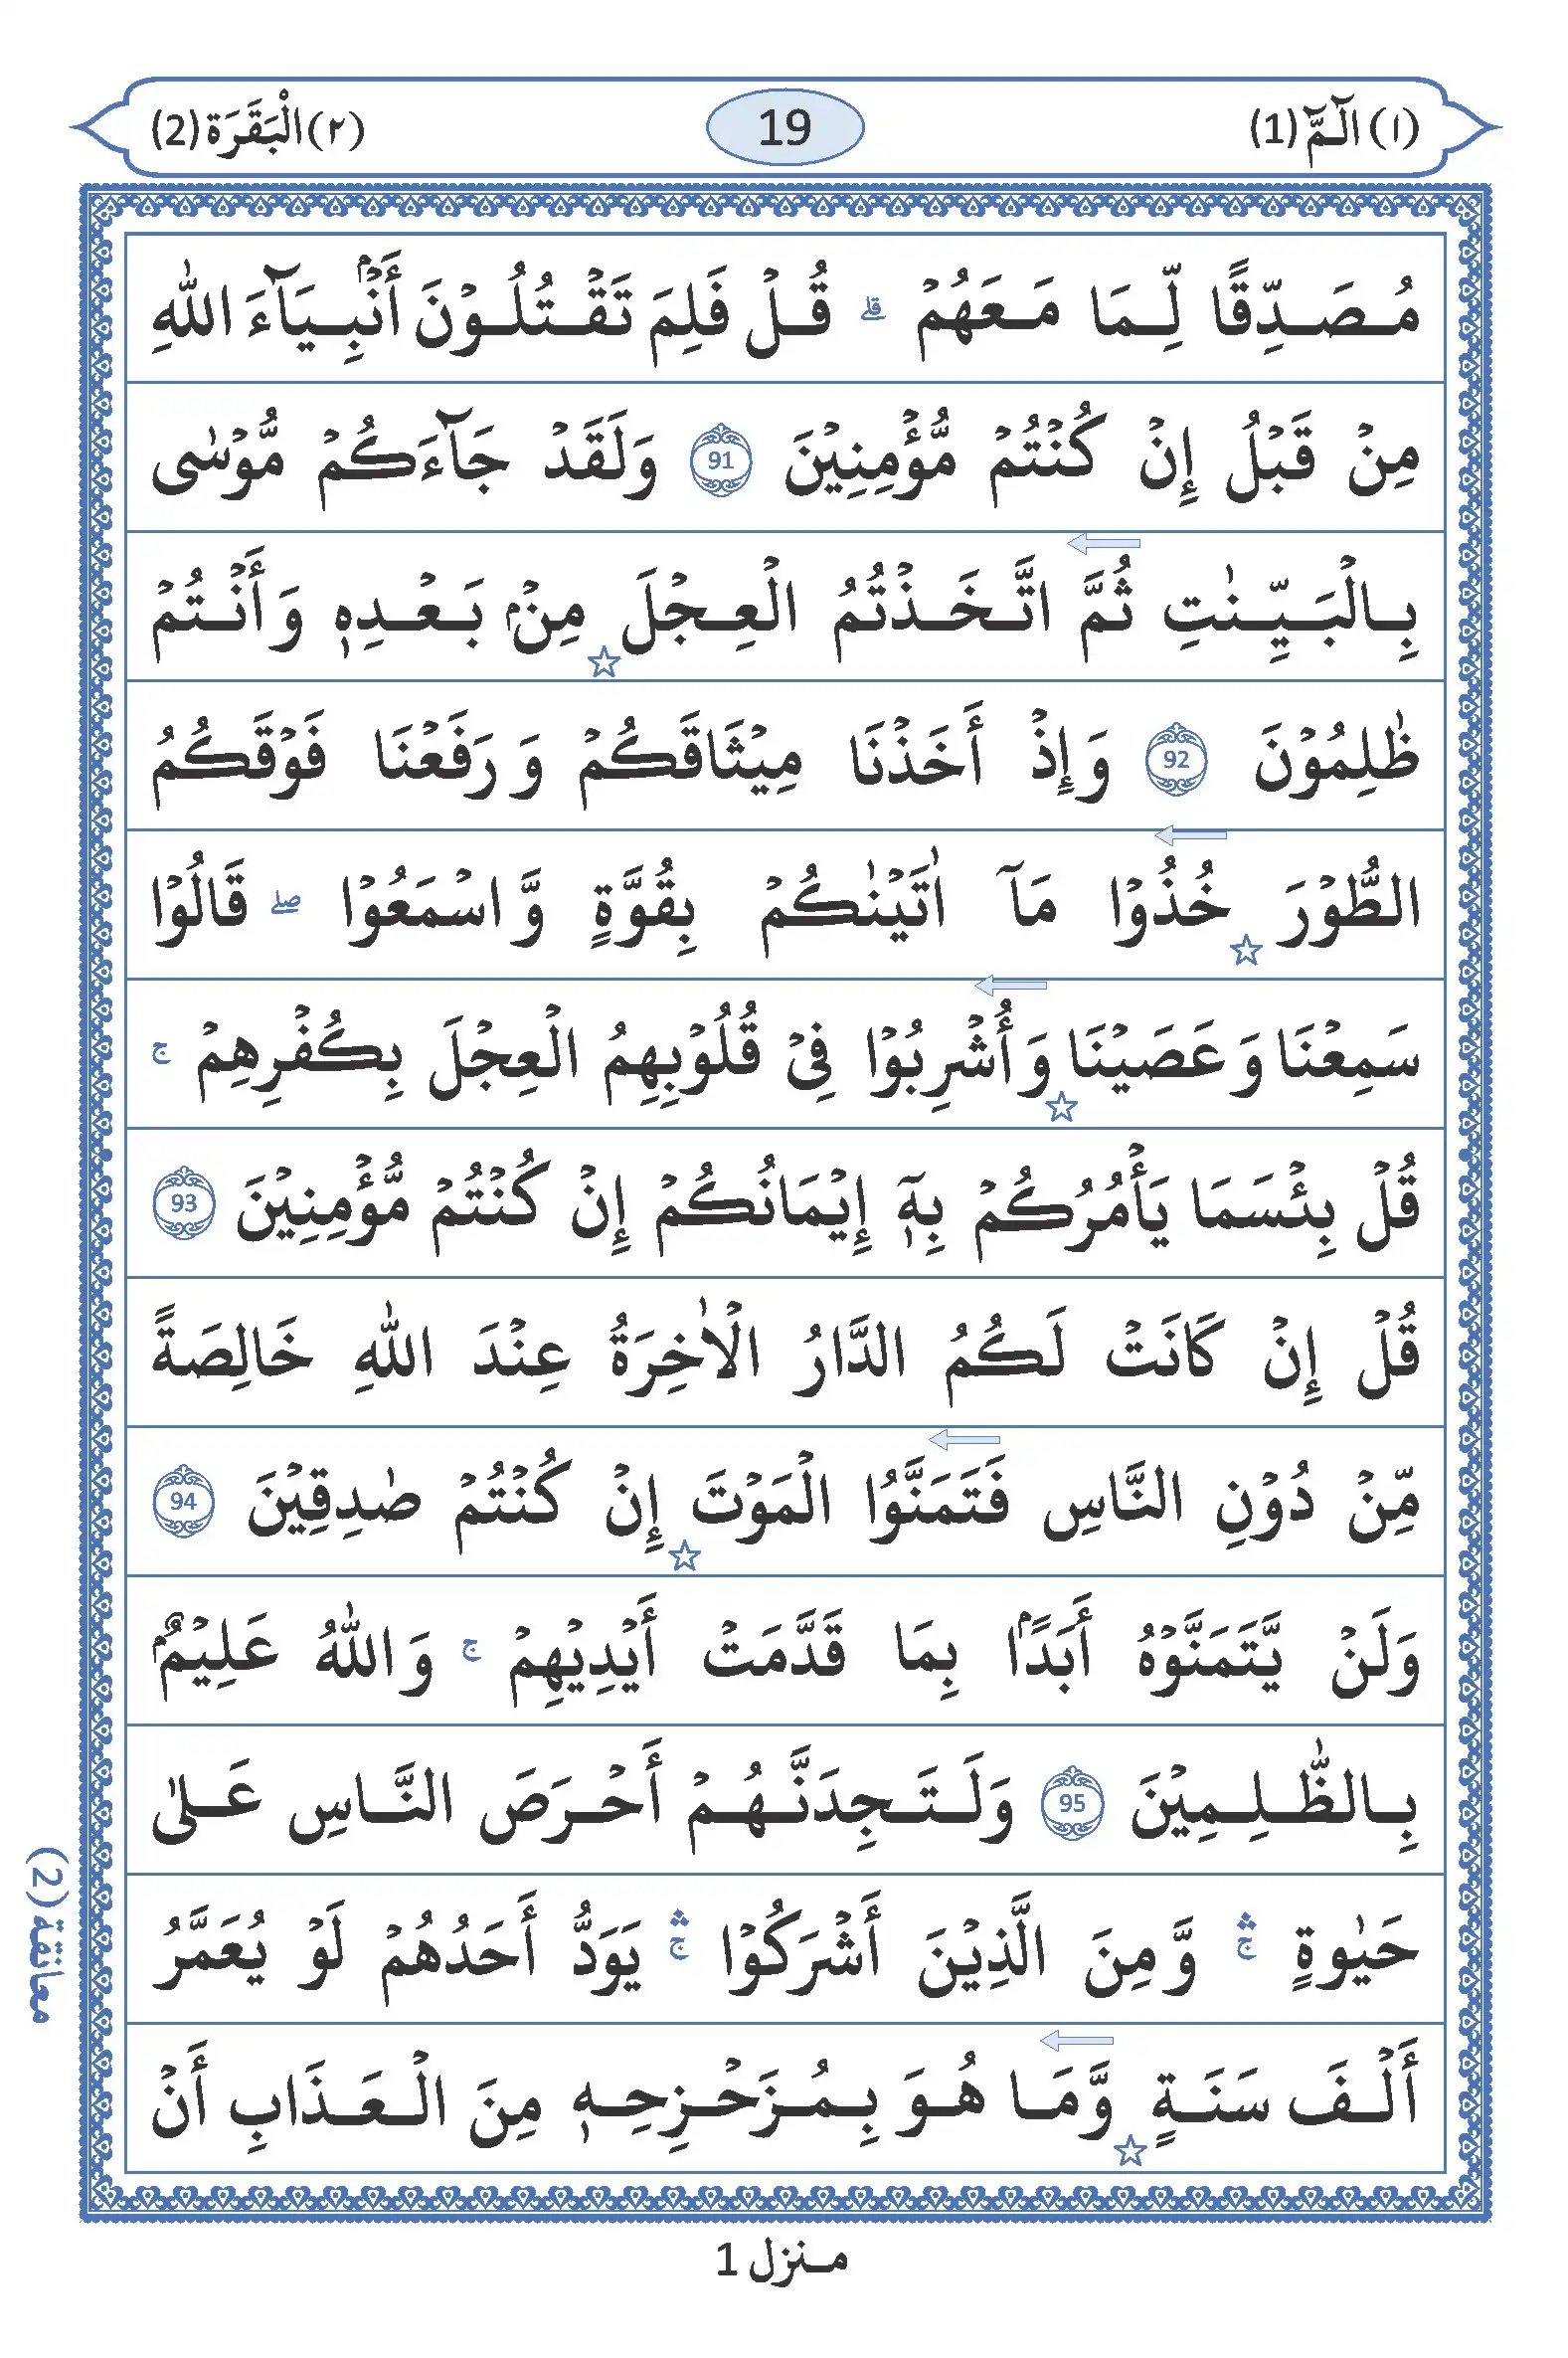 (١) الٓمّٓ (1)
19
(٢) الْبَقَرَة (2)
مُصَدِّقًا لِّمَا مَعَهُمْ ۗ قُلْ فَلِمَ تَقْتُلُوْنَ أَنْۢبِيَآءَ اللّٰهِ
مِنْ قَبْلُ إِنْ كُنْتُمْ مُّؤْمِنِيْنَ 91 وَلَقَدْ جَآءَكُمْ مُّوْسٰى
بِالْبَيِّنٰتِ ثُمَّ اتَّخَذْتُمُ الْعِجْلَ مِنْۢ بَعْدِهٖ وَأَنْتُمْ
ظٰلِمُوْنَ 92 وَإِذْ أَخَذْنَا مِيْثَاقَكُمْ وَرَفَعْنَا فَوْقَكُمُ
الطُّوْرَ خُذُوْا مَآ اٰتَيْنٰكُمْ بِقُوَّةٍ وَّاسْمَعُوْا ۖ قَالُوْا
سَمِعْنَا وَعَصَيْنَا وَأُشْرِبُوْا فِيْ قُلُوْبِهِمُ الْعِجْلَ بِكُفْرِهِمْ ۚ
قُلْ بِئْسَمَا يَأْمُرُكُمْ بِهٖٓ إِيْمَانُكُمْ إِنْ كُنْتُمْ مُّؤْمِنِيْنَ 93
قُلْ إِنْ كَانَتْ لَكُمُ الدَّارُ الْاٰخِرَةُ عِنْدَ اللّٰهِ خَالِصَةً
مِّنْ دُوْنِ النَّاسِ فَتَمَنَّوُا الْمَوْتَ إِنْ كُنْتُمْ صٰدِقِيْنَ 94
وَلَنْ يَّتَمَنَّوْهُ أَبَدًاۢ بِمَا قَدَّمَتْ أَيْدِيْهِمْ ۚ وَاللّٰهُ عَلِيْمٌۢ
بِالظّٰلِمِيْنَ 95 وَلَتَجِدَنَّهُمْ أَحْرَصَ النَّاسِ عَلٰى
حَيٰوةٍ ۛۚ وَّمِنَ الَّذِيْنَ أَشْرَكُوْا ۛۚ يَوَدُّ أَحَدُهُمْ لَوْ يُعَمَّرُ
أَلْفَ سَنَةٍ وَّمَا هُوَ بِمُزَحْزِحِهٖ مِنَ الْعَذَابِ أَنْ
معانقة (2)
منزل 1